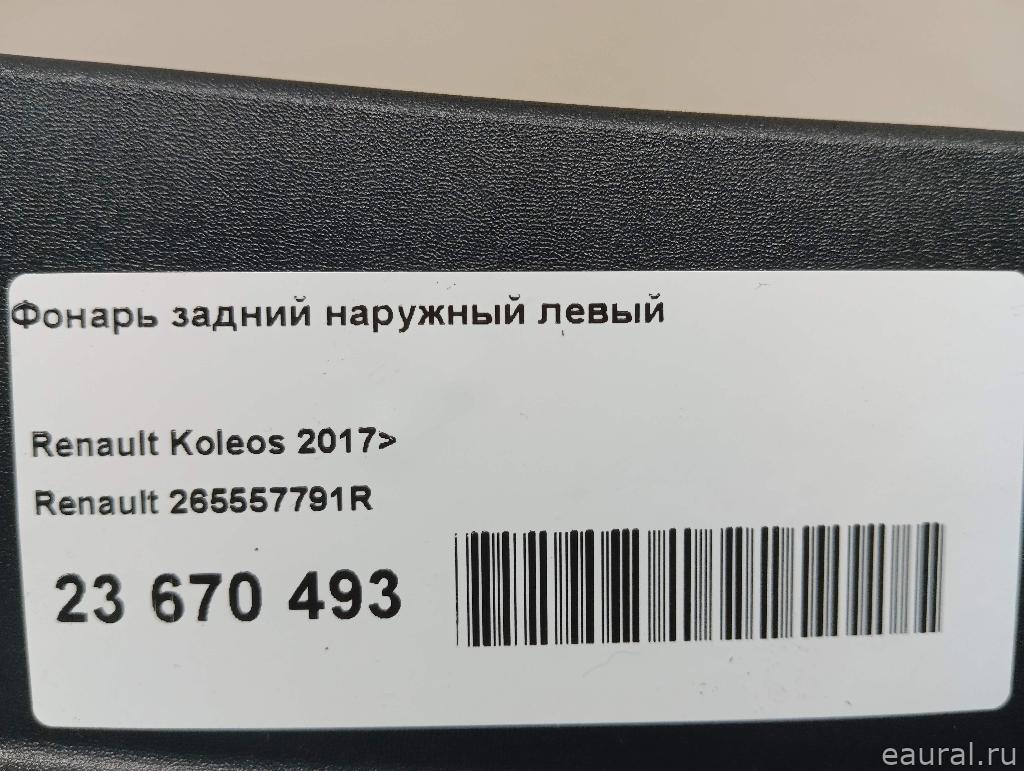 Фонарь задний наружный левый
Renault Koleos 2017>
Renault 265557791R
23 670 493
eaural.ru